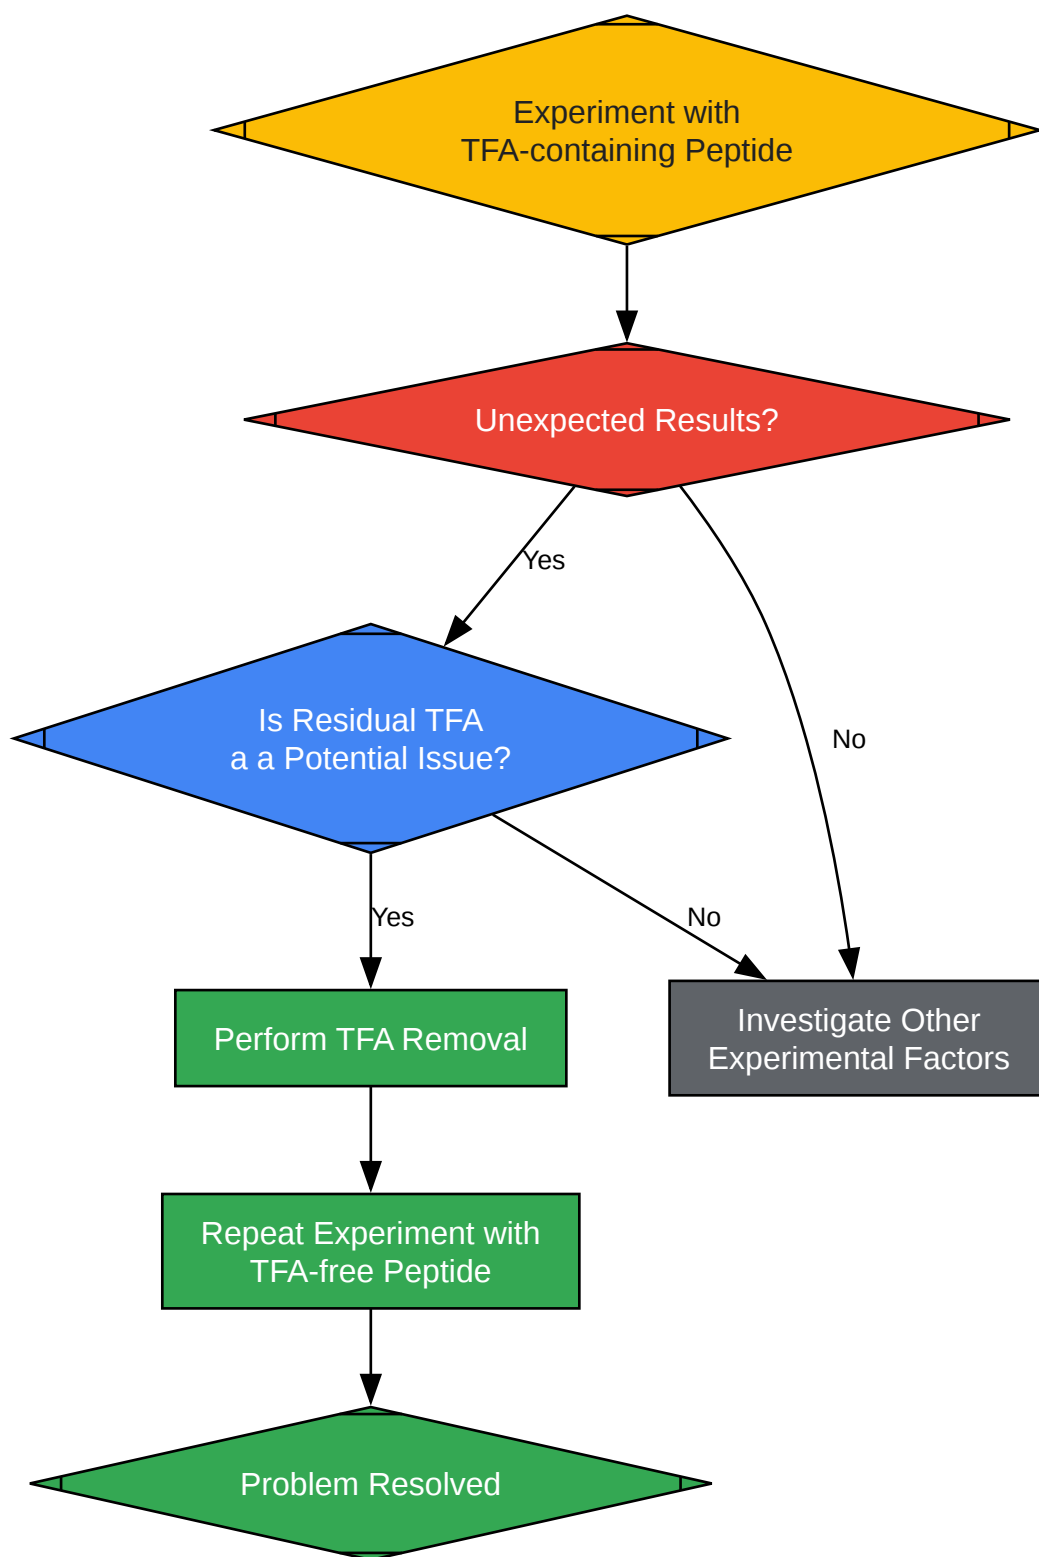 Experiment with
TFA-containing Peptide
Unexpected Results?
Yes
No
Is Residual TFA
a a Potential Issue?
Yes
No
Perform TFA Removal
Investigate Other
Experimental Factors
Repeat Experiment with
TFA-free Peptide
Problem Resolved